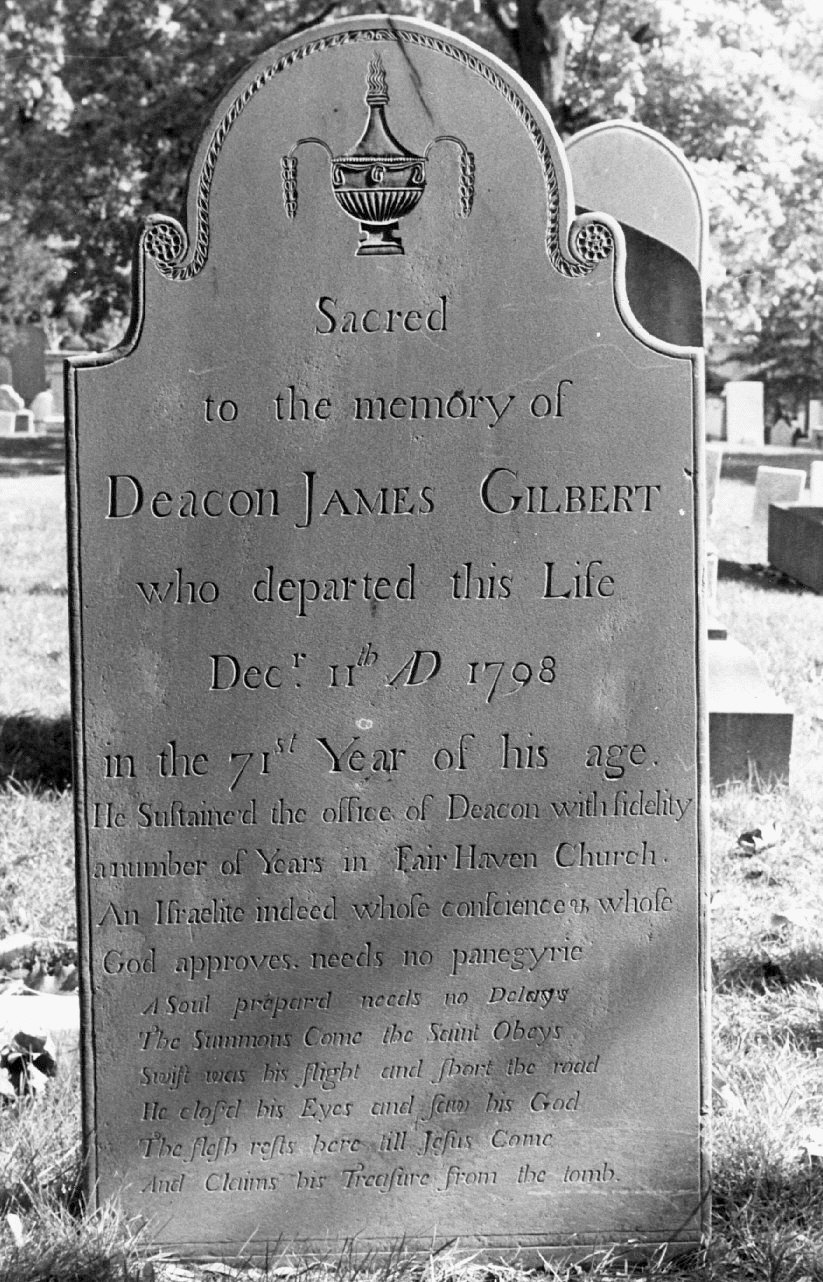 G
Sacred
to the memory of
DEACON JAMES GILBERT
who departed this Liſe
Decr. 11th AD 1798
in the 71st Year of his age.
He Suſtaine'd the oſſice of Deacon with ſidelity
a number of Years in Fair Haven Church.
An Iſraelite indeed whoſe conſcience &, whoſe
God approves. needs no panegyric
A Soul prepar'd needs no Delays
The Summons Come the Saint Obeys
Swift was his flight and ſhort the road
He cloſ'd his Eyes and ſaw his God
The fleſh reſts here till Jeſus Come
And Claims his Treaſure from the tomb.